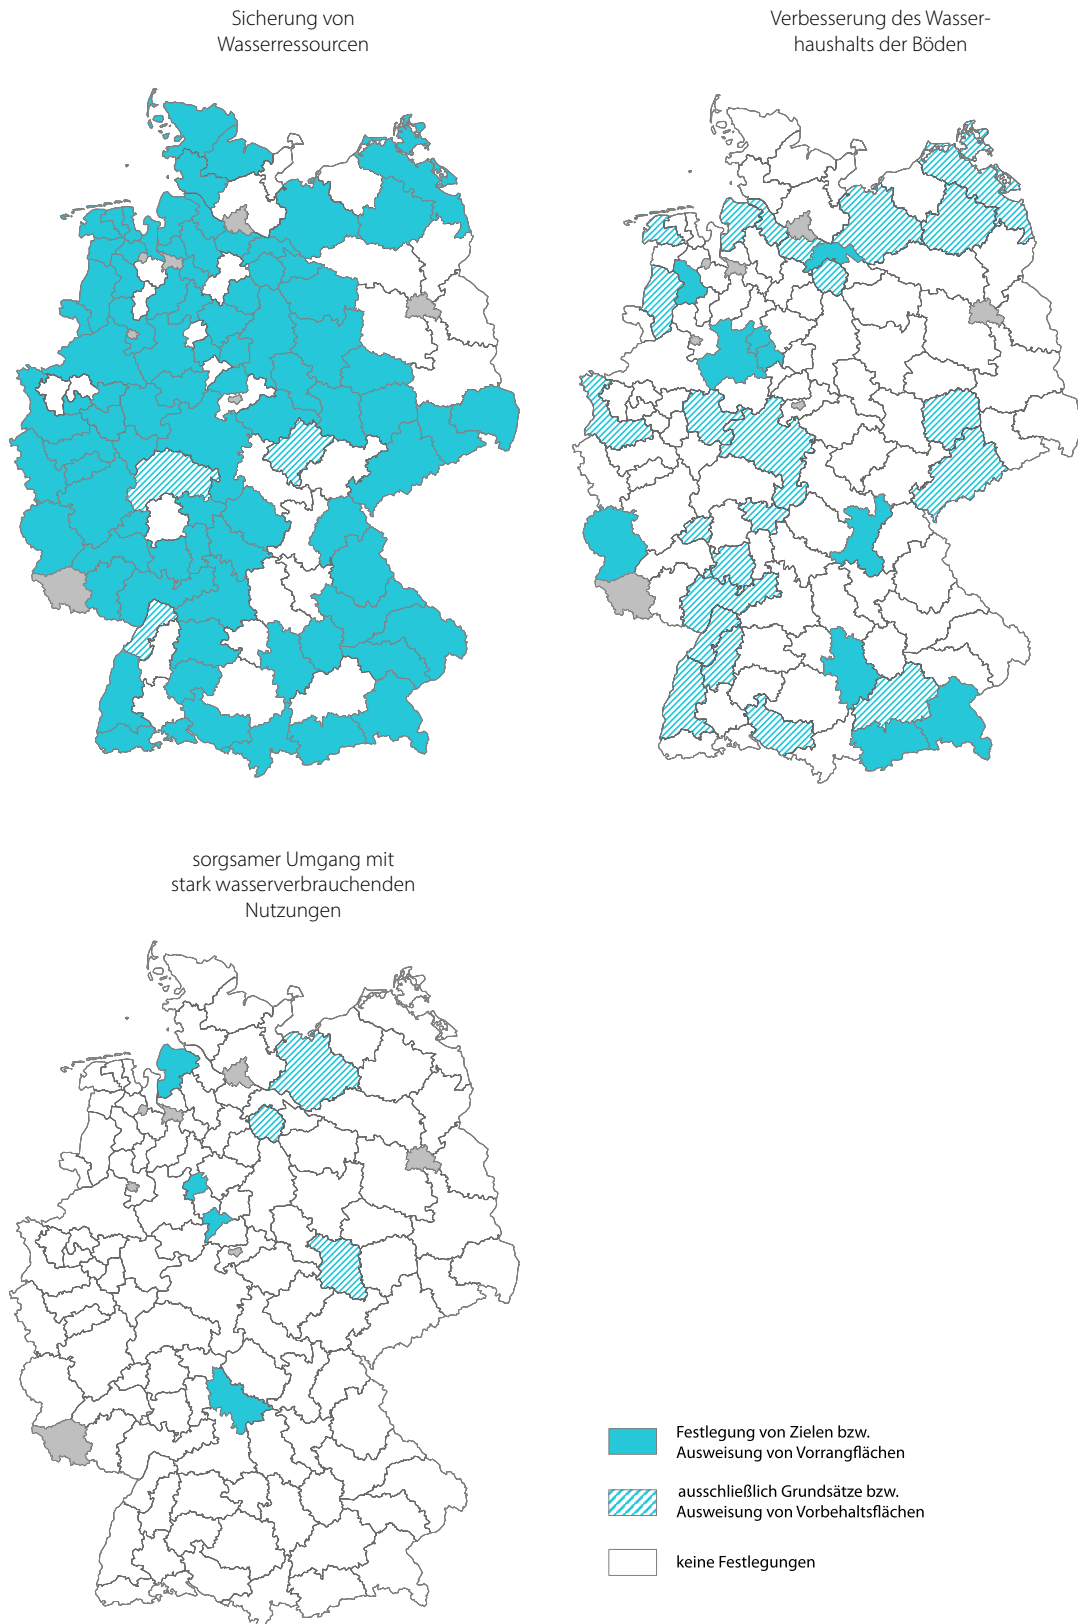 Sicherung von
Wasserressourcen
Verbesserung des Wasser-
haushalts der Böden
sorgsamer Umgang mit
stark wasserverbrauchenden
Nutzungen
Festlegung von Zielen bzw.
Ausweisung von Vorrangflächen
ausschließlich Grundsätze bzw.
Ausweisung von Vorbehaltsflächen
keine Festlegungen